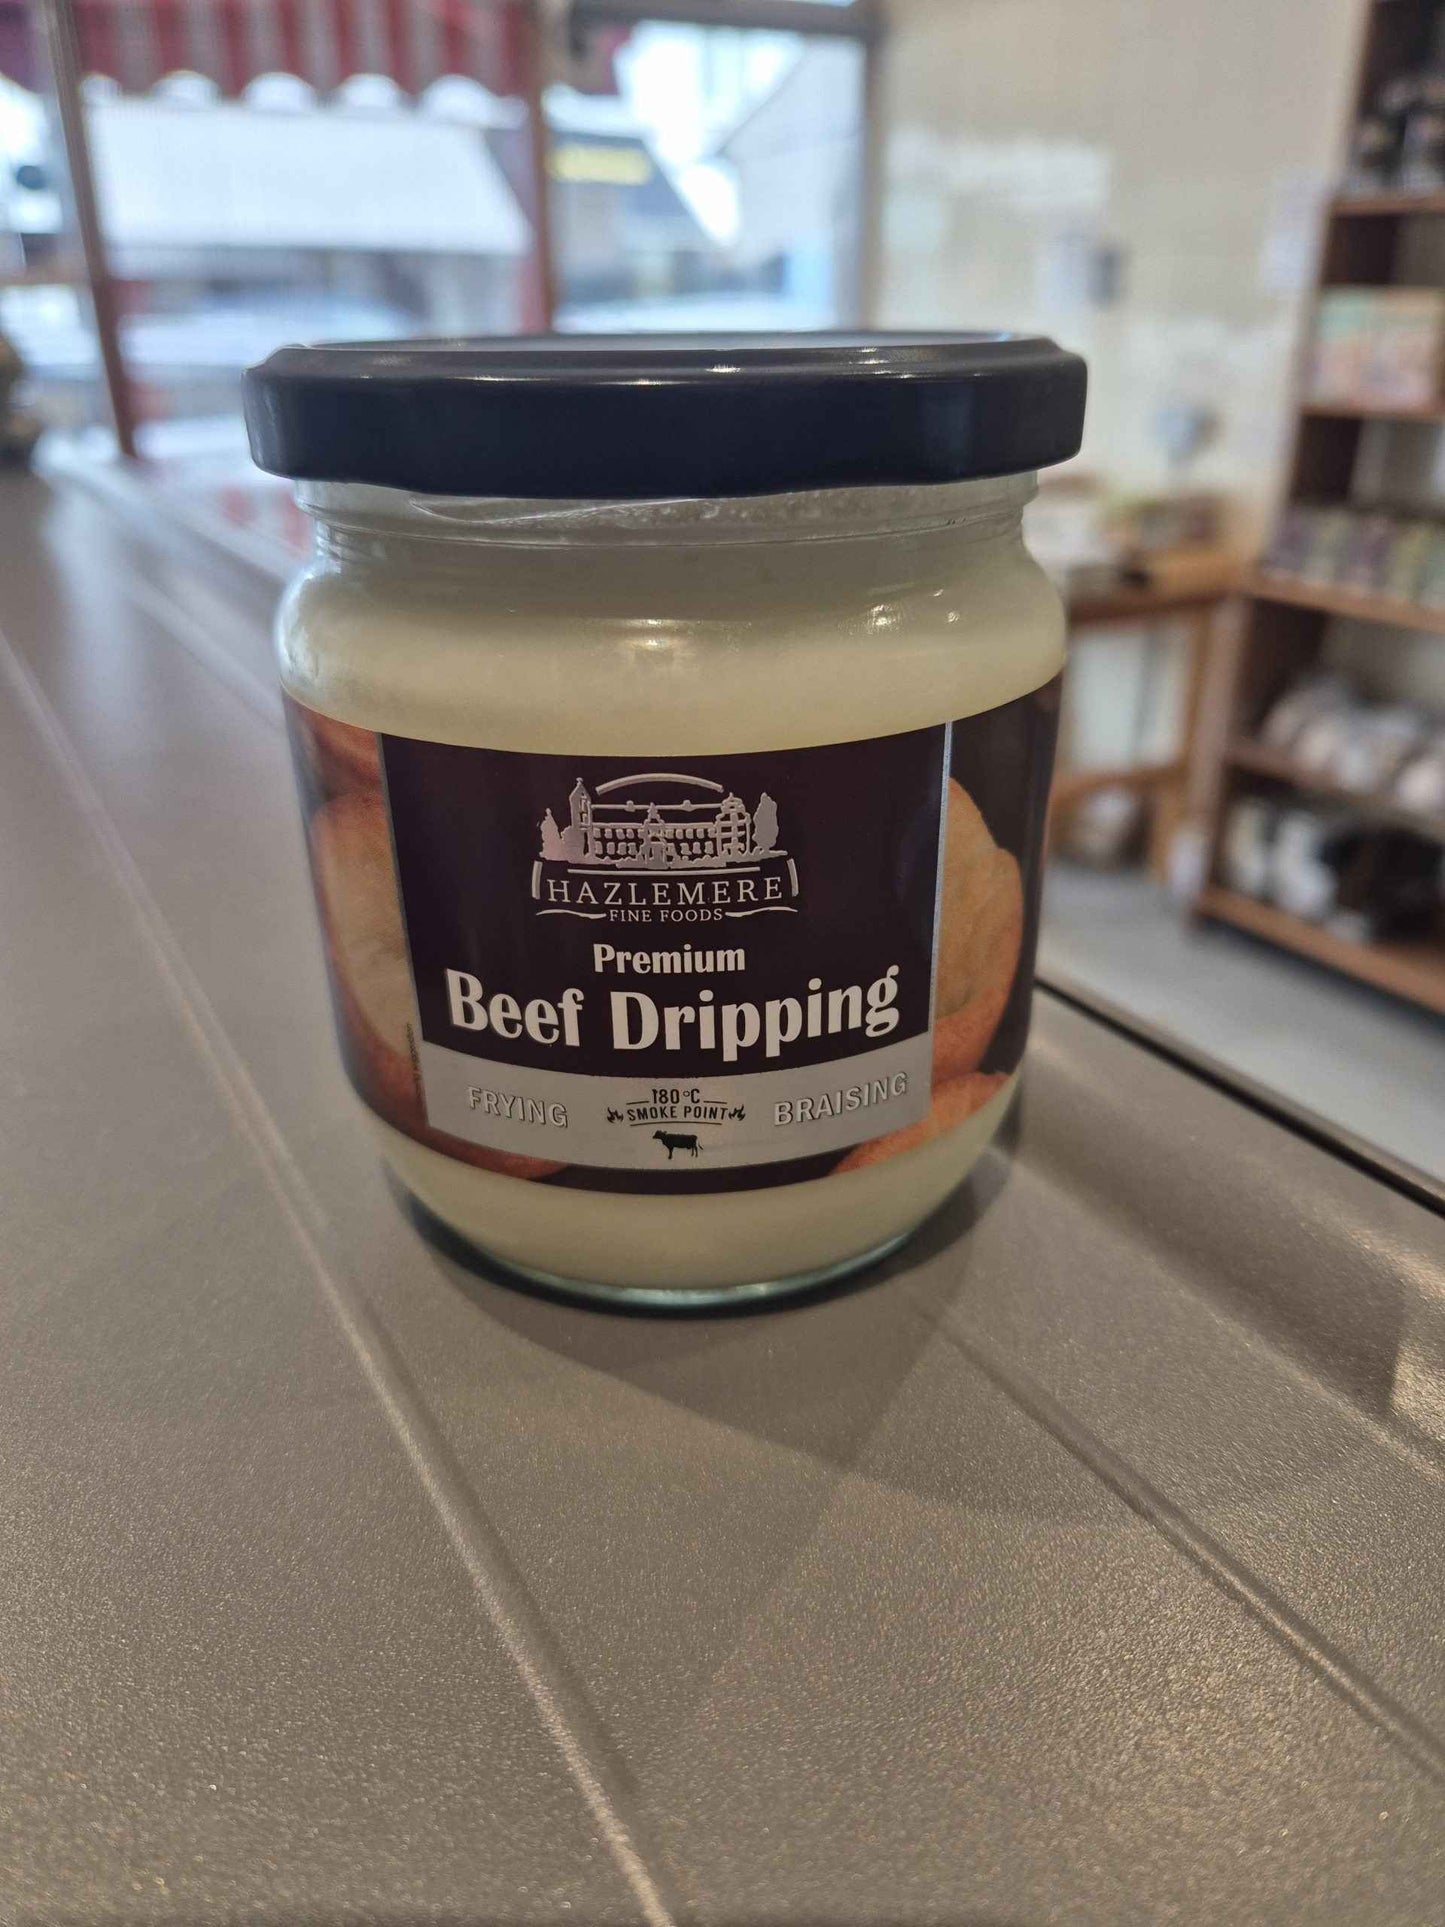 HAZLEMERE
FINE FOODS
Premium
Beef Dripping
FRYING
180°C
SMOKE POINT
BRAISING